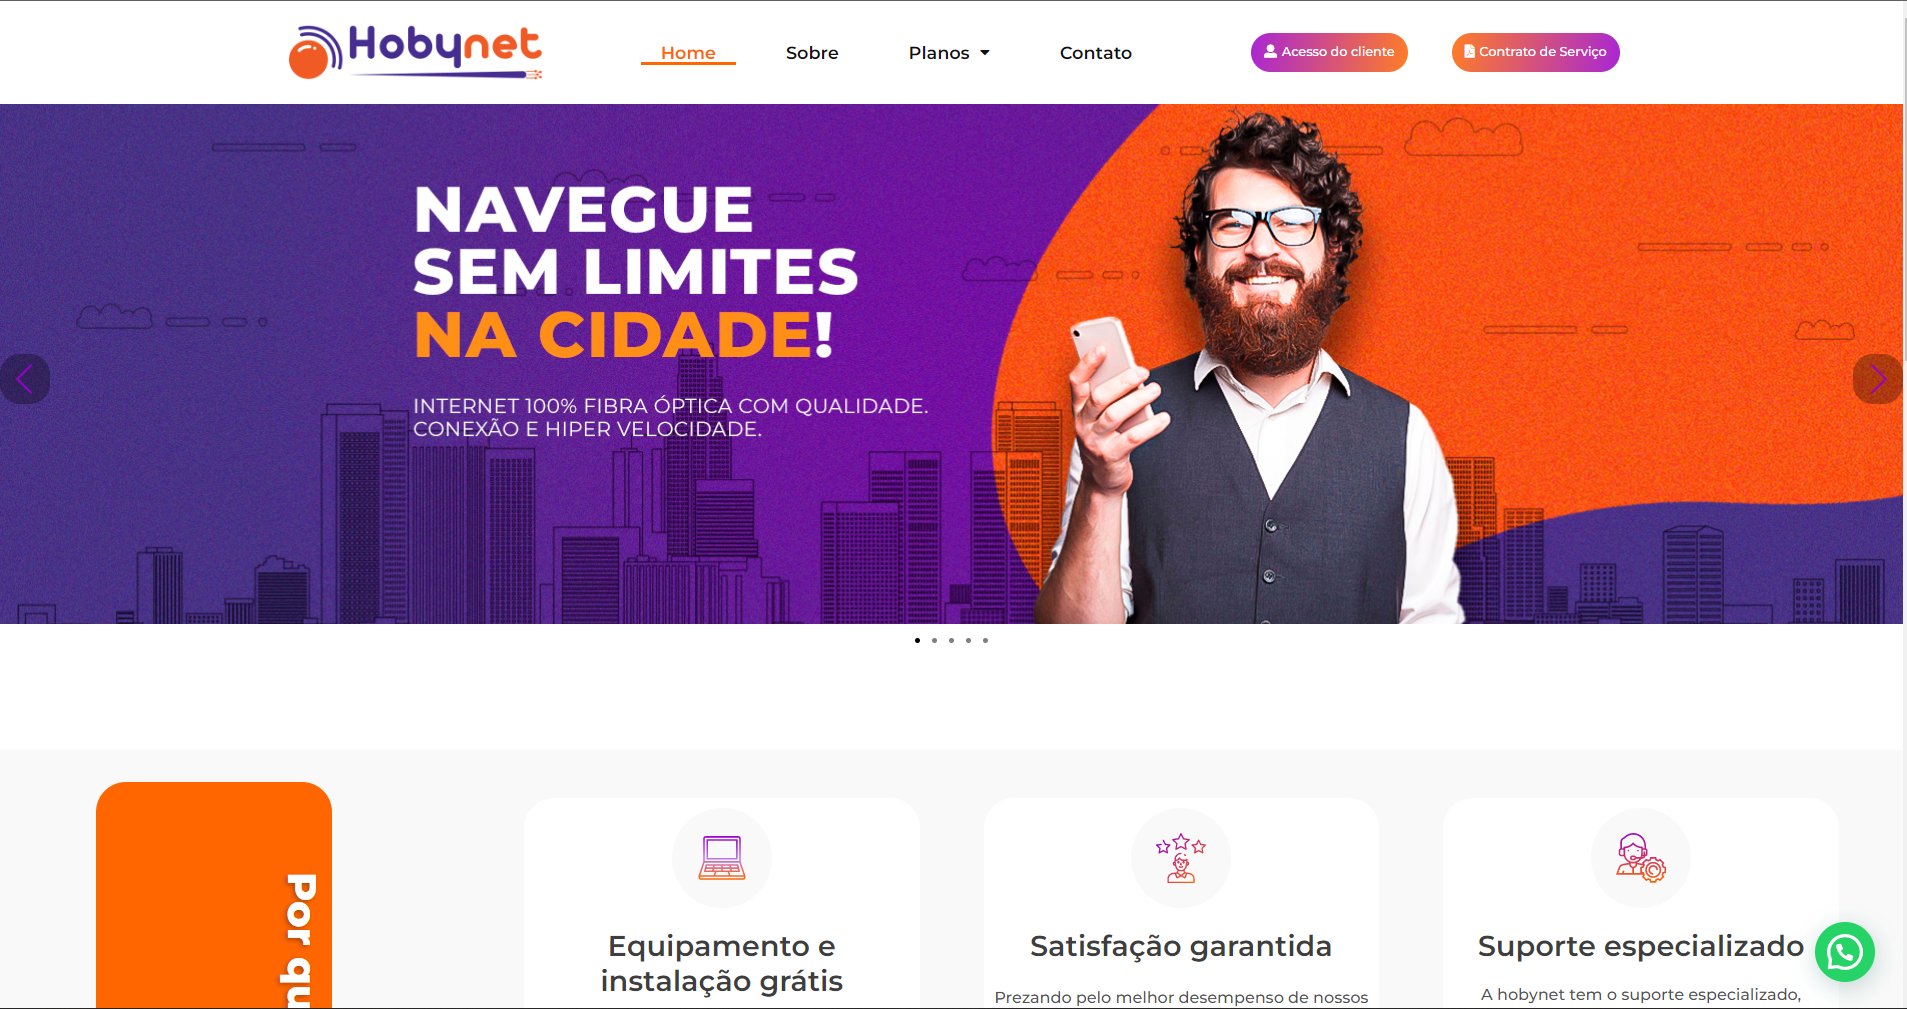 Hobynet
Home
Sobre
Planos
Contato
Acesso do cliente
Contrato de Serviço
NAVEGUE
SEM LIMITES
NA CIDADE!
INTERNET 100% FIBRA ÓPTICA COM QUALIDADE.
CONEXÃO E HIPER VELOCIDADE.
Por qu
Equipamento e
instalação grátis
Satisfação garantida
Prezando pelo melhor desempenso de nossos
Suporte especializado
A hobynet tem o suporte especializado,